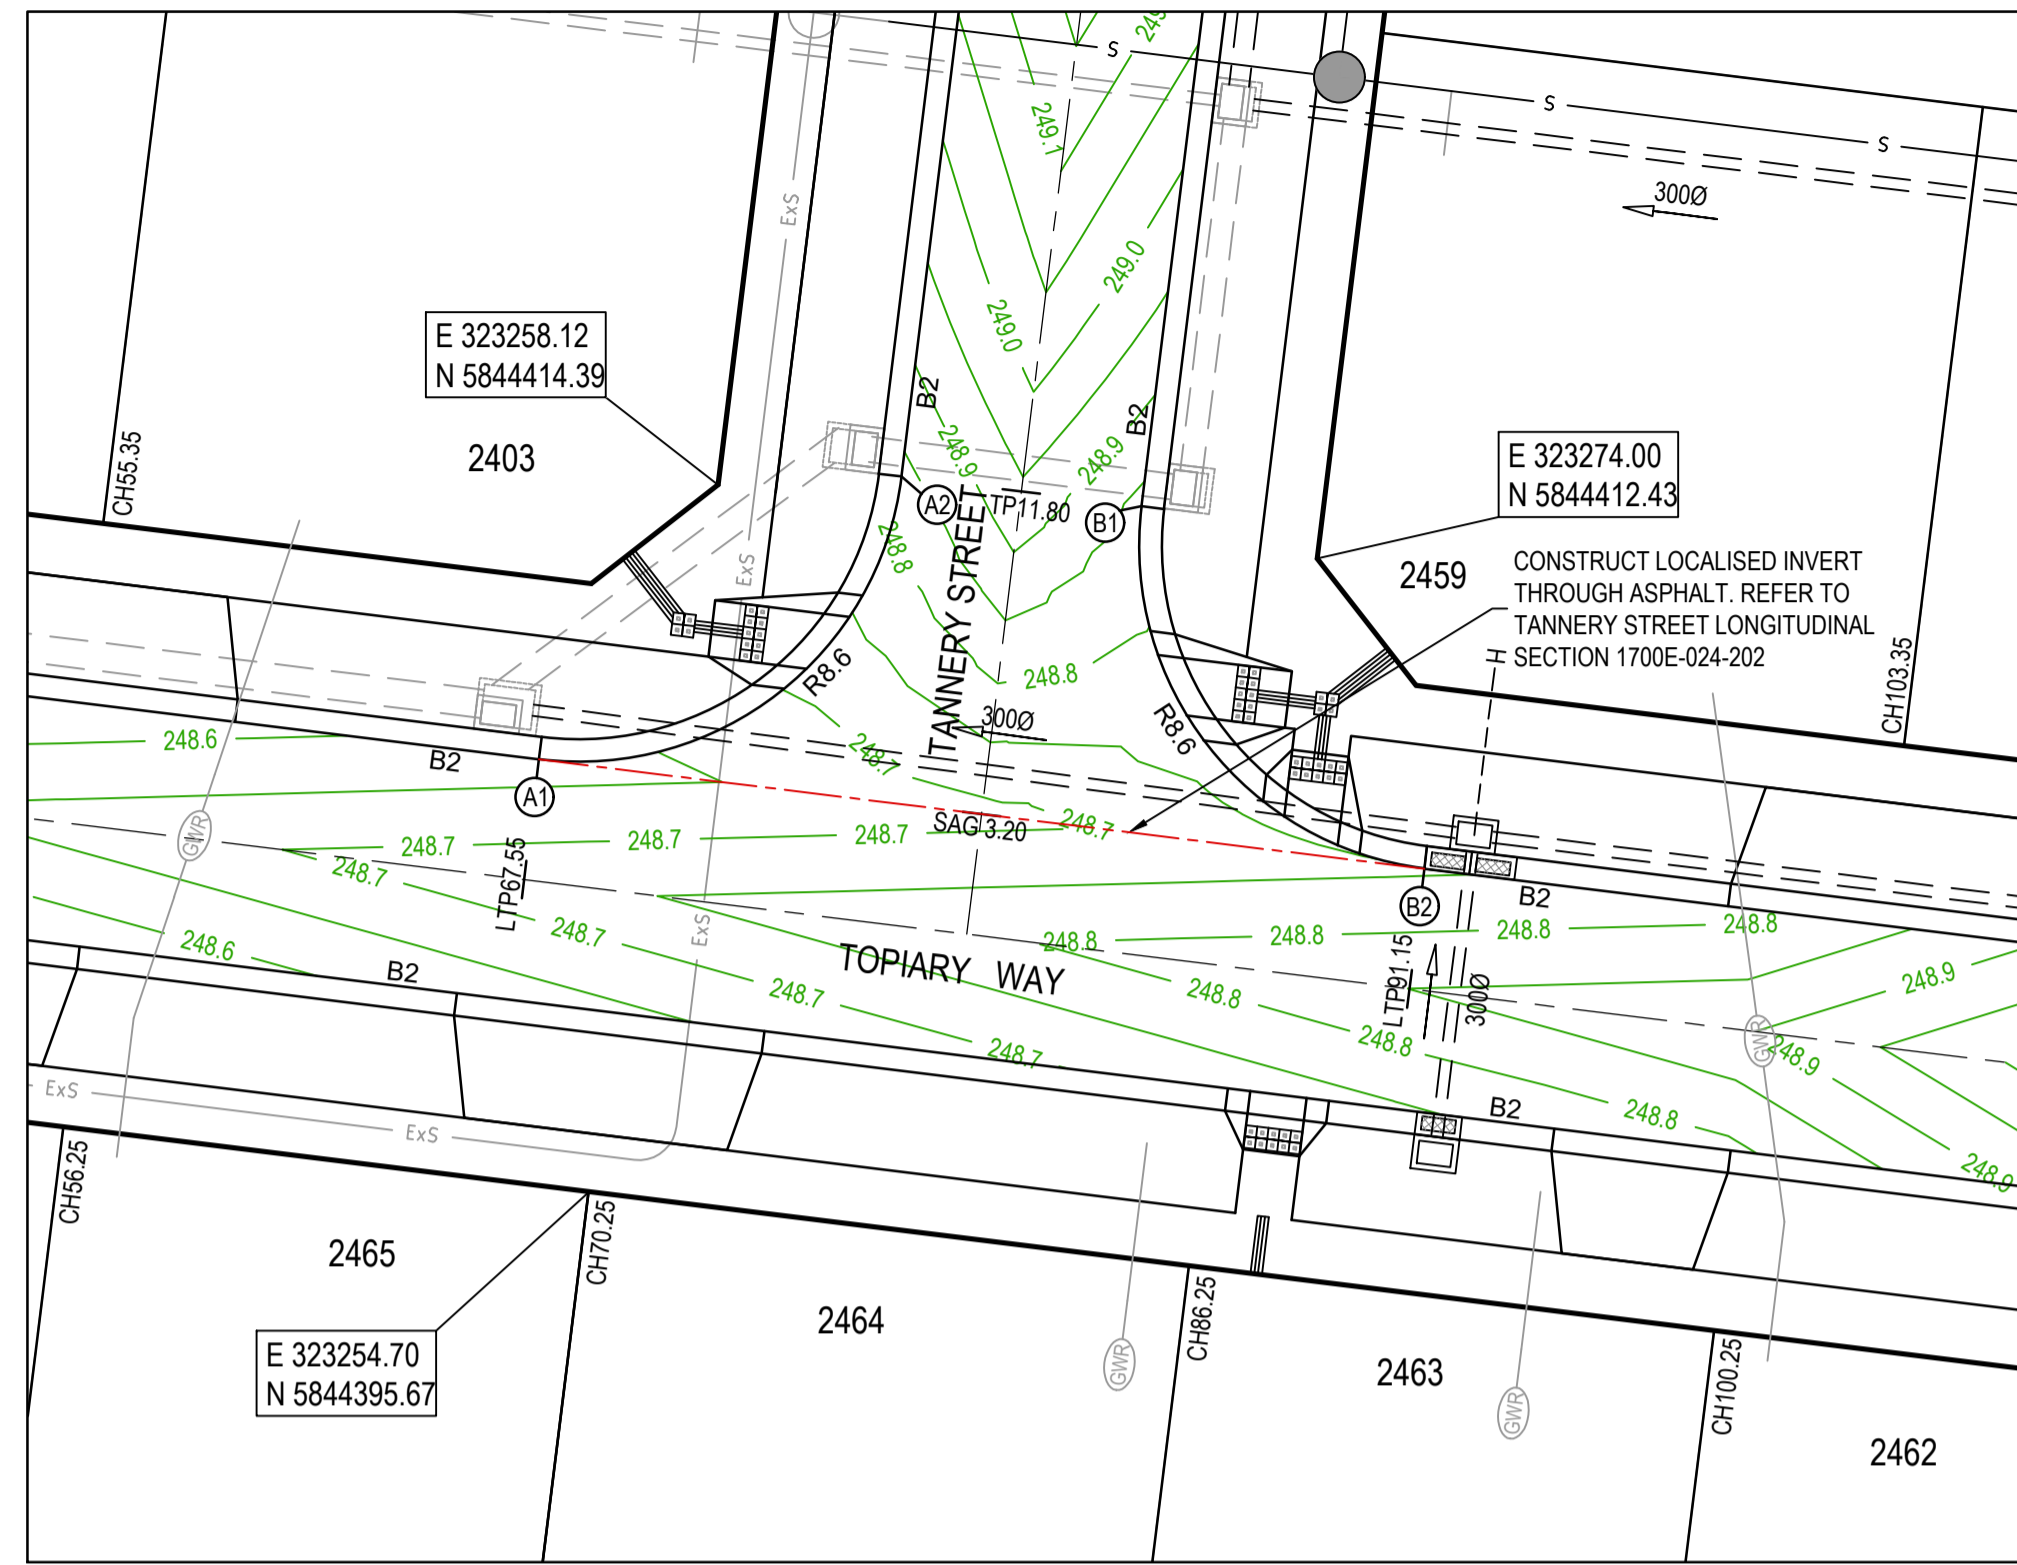 249.
S
S
S
249.1
300Ø
ExS
249.0
249.0
E 323258.12
N 5844414.39
2403
CH55.35
B2
B2
248.9
248.9
E 323274.00
N 5844412.43
A2
TP11.80
B1
248.8
2459
CONSTRUCT LOCALISED INVERT
THROUGH ASPHALT. REFER TO
TANNERY STREET LONGITUDINAL
SECTION 1700E-024-202
H
CH103.35
ExS
TANNERY STREET
248.8
R8.6
R8.6
300Ø
248.6
B2
248.7
A1
SAG 3.20
248.7
GWR
248.7
248.7
248.7
248.7
LTP67.55
B2
B2
248.7
248.6
ExS
248.8
248.8
248.8
248.8
B2
TOPIARY WAY
LTP91.15
300Ø
248.7
248.8
248.9
248.7
248.8
GWR
248.9
B2
248.8
ExS
ExS
248.9
CH56.25
2465
CH70.25
2464
CH86.25
2463
CH100.25
2462
E 323254.70
N 5844395.67
GWR
GWR